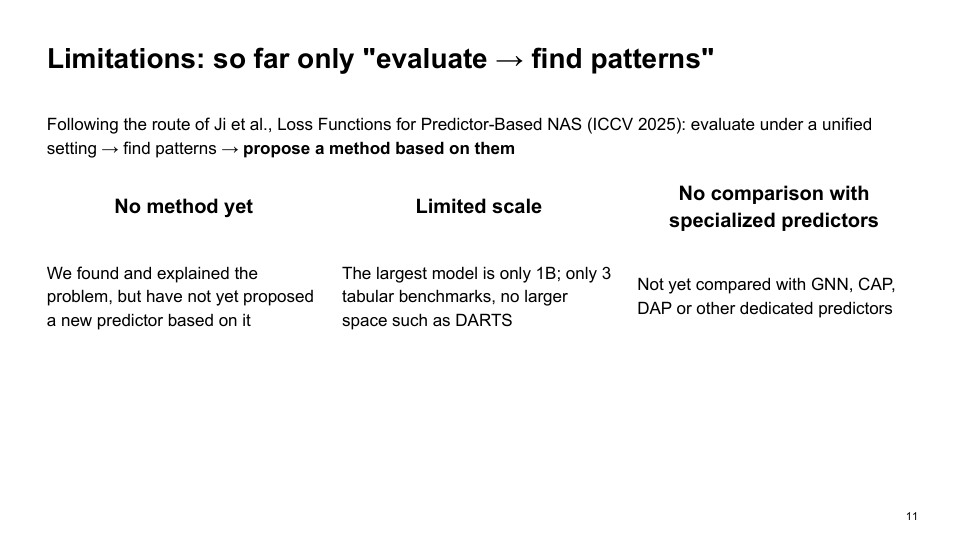 Limitations: so far only "evaluate → find patterns"
Following the route of Ji et al., Loss Functions for Predictor-Based NAS (ICCV 2025): evaluate under a unified
setting → find patterns → propose a method based on them
No method yet
We found and explained the
problem, but have not yet proposed
a new predictor based on it
Limited scale
The largest model is only 1B; only 3
tabular benchmarks, no larger
space such as DARTS
No comparison with
specialized predictors
Not yet compared with GNN, CAP,
DAP or other dedicated predictors
11